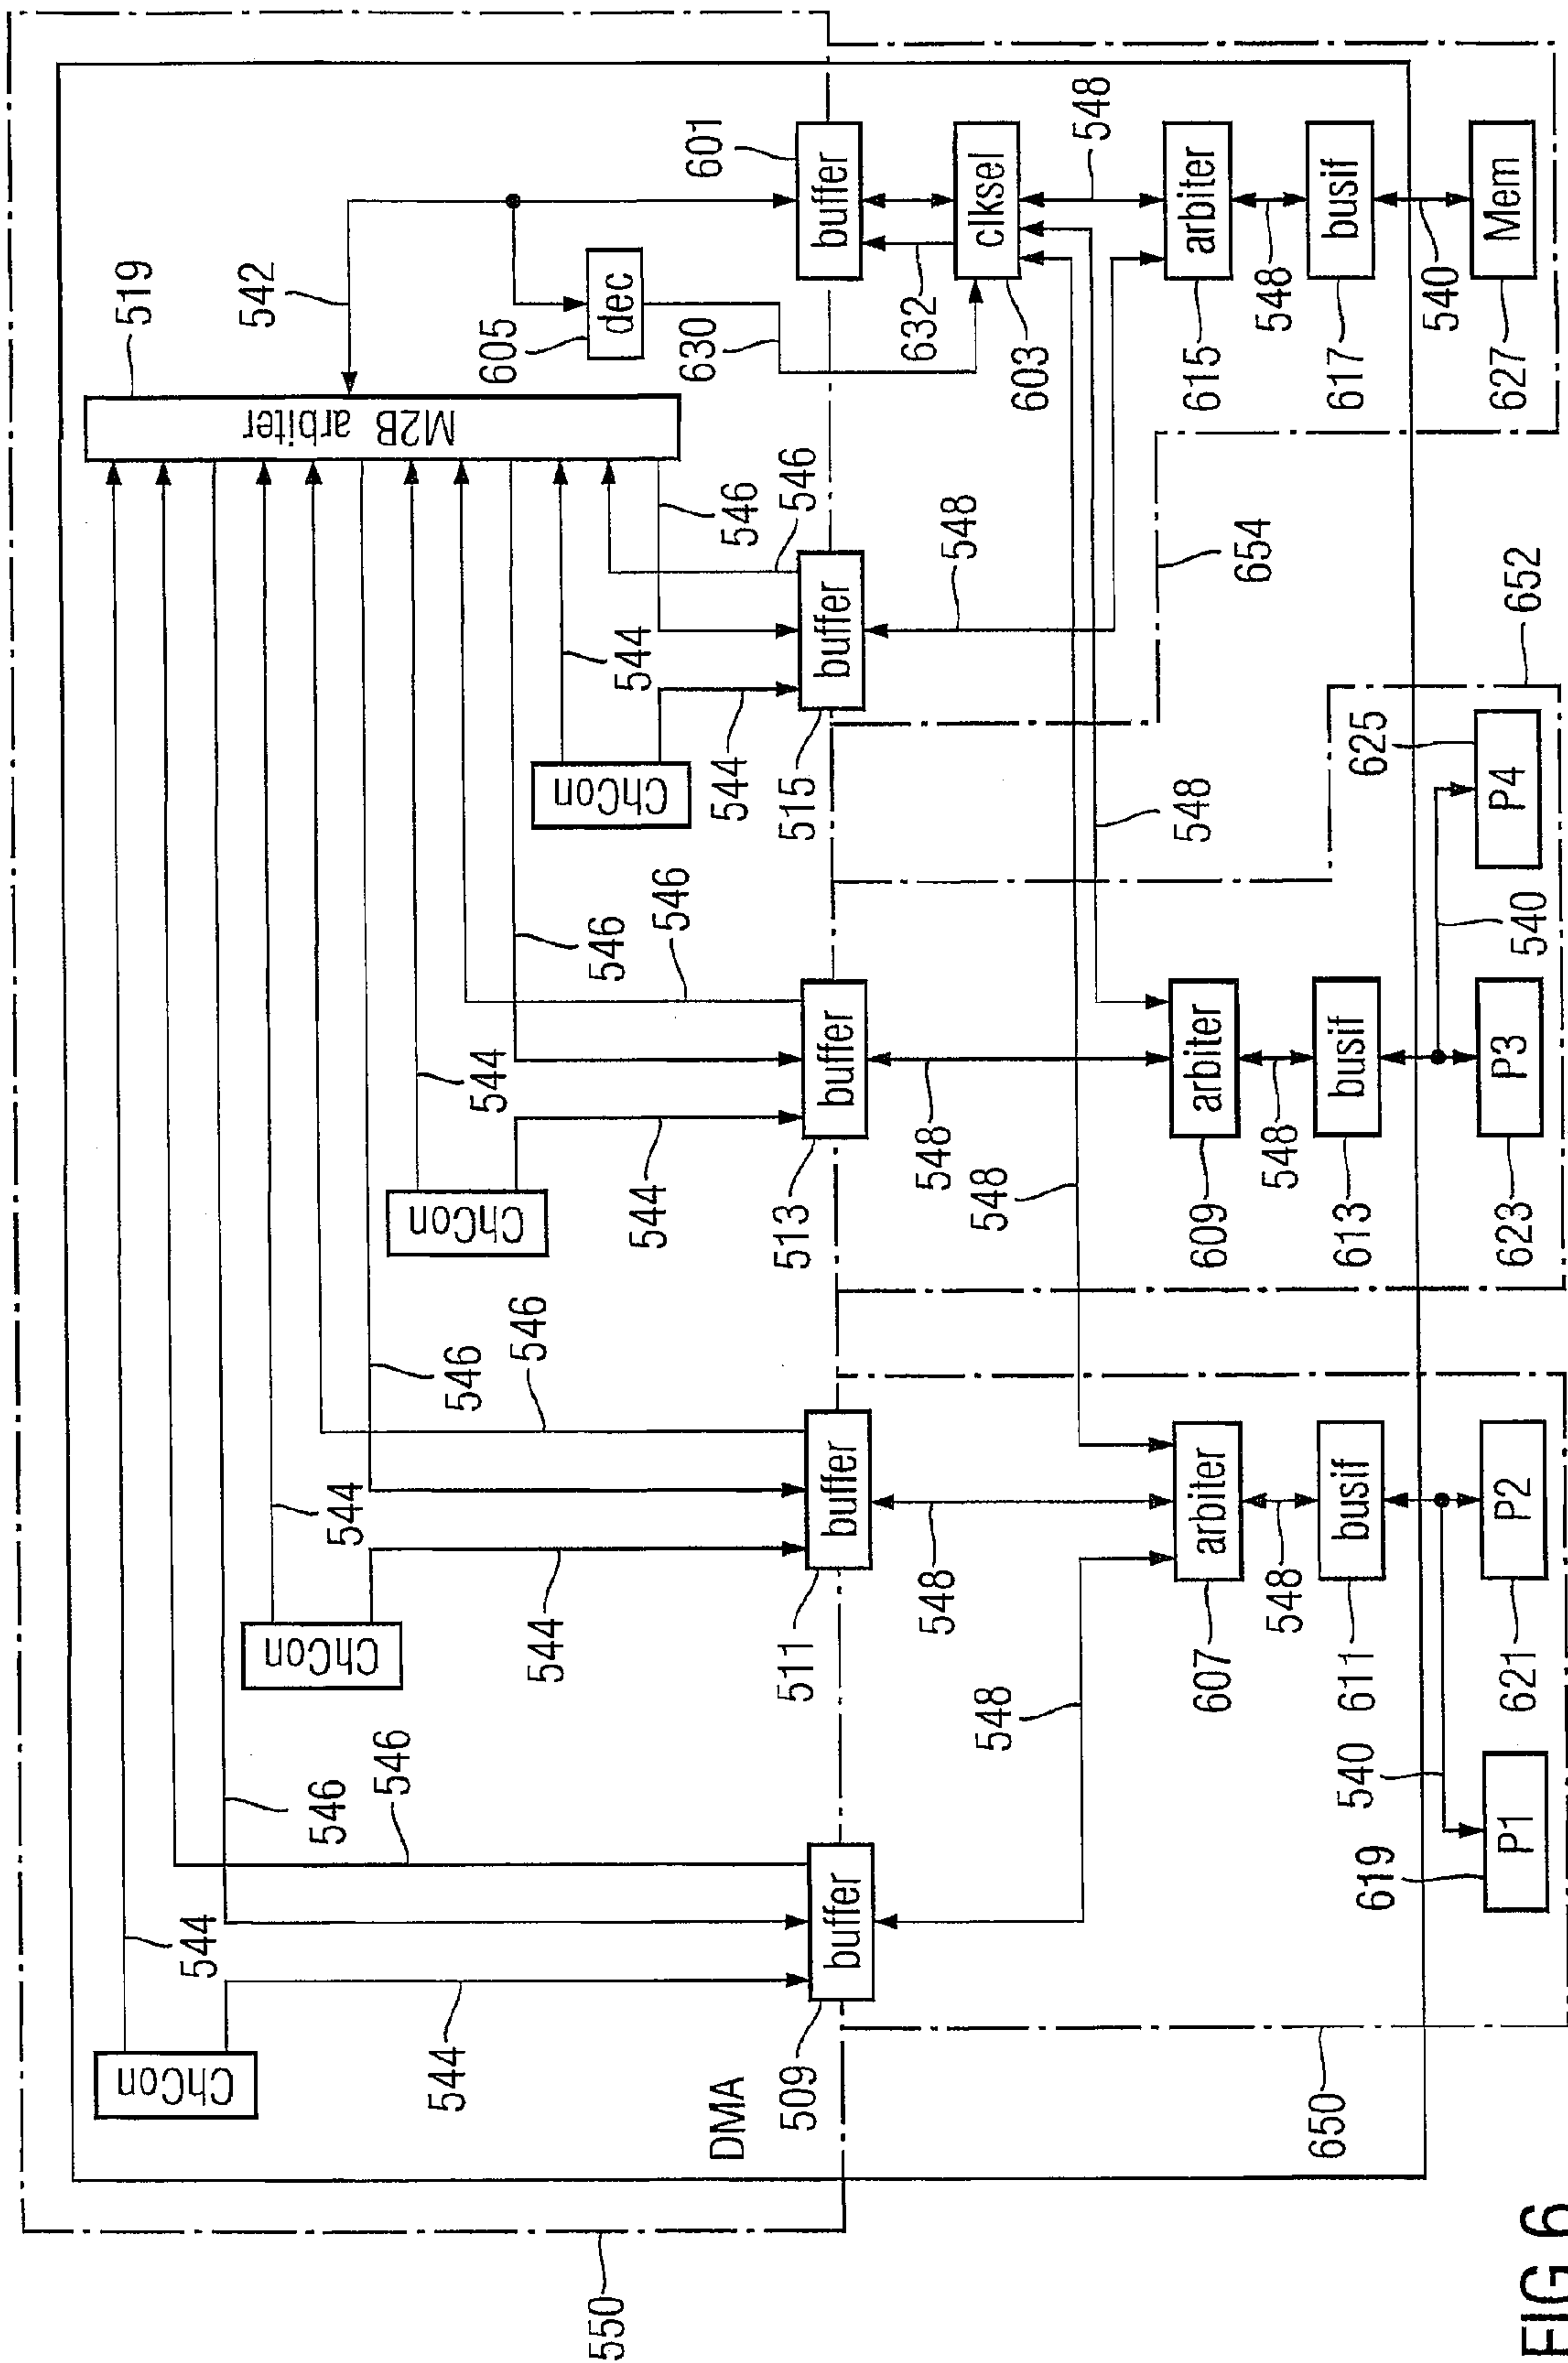 550
DMA
ChCon
544
544
546
546
509
buffer
ChCon
544
544
546
546
511
buffer
ChCon
544
544
546
546
513
buffer
ChCon
544
544
546
546
515
buffer
M2B arbiter
519
542
dec
605
630
601
buffer
632
clksel
603
548
548
548
548
548
548
548
arbiter
607
548
busif
611
540
P1
619
P2
621
650
arbiter
609
548
busif
613
540
P3
623
P4
625
652
654
arbiter
615
548
busif
617
540
Mem
627
FIG 6